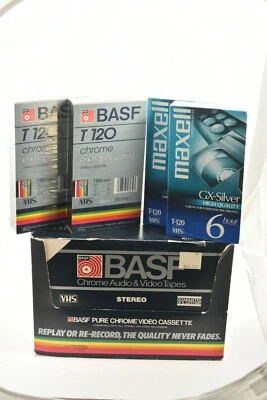 BASF
T 120
chrome
VHS
BASF
T 120
chrome
VHS
maxell
T-120
VHS
maxell
GX-Silver
HIGH QUALITY
T-120
VHS
6 hour
BASF
Chrome Audio & Video Tapes
VHS
STEREO
BASF PURE CHROME VIDEO CASSETTE
REPLAY OR RE-RECORD, THE QUALITY NEVER FADES.